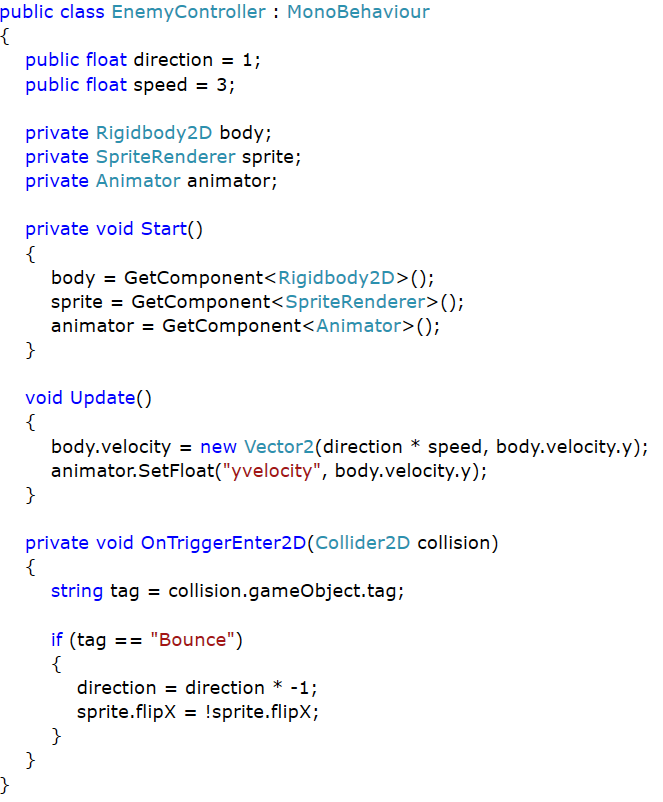 public class EnemyController : MonoBehaviour
{
    public float direction = 1;
    public float speed = 3;

    private Rigidbody2D body;
    private SpriteRenderer sprite;
    private Animator animator;

    private void Start()
    {
        body = GetComponent<Rigidbody2D>();
        sprite = GetComponent<SpriteRenderer>();
        animator = GetComponent<Animator>();
    }

    void Update()
    {
        body.velocity = new Vector2(direction * speed, body.velocity.y);
        animator.SetFloat("yvelocity", body.velocity.y);
    }

    private void OnTriggerEnter2D(Collider2D collision)
    {
        string tag = collision.gameObject.tag;

        if (tag == "Bounce")
        {
            direction = direction * -1;
            sprite.flipX = !sprite.flipX;
        }
    }
}